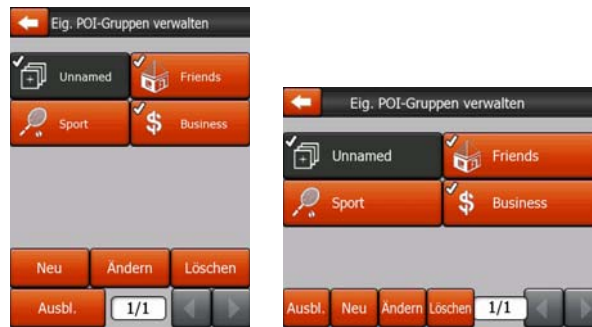 Eig. POI-Gruppen verwalten
Unnamed Friends
Sport Business
Neu Ändern Löschen
Ausbl. 1/1
Eig. POI-Gruppen verwalten
Unnamed Friends
Sport Business
Ausbl. Neu Ändern Löschen 1/1